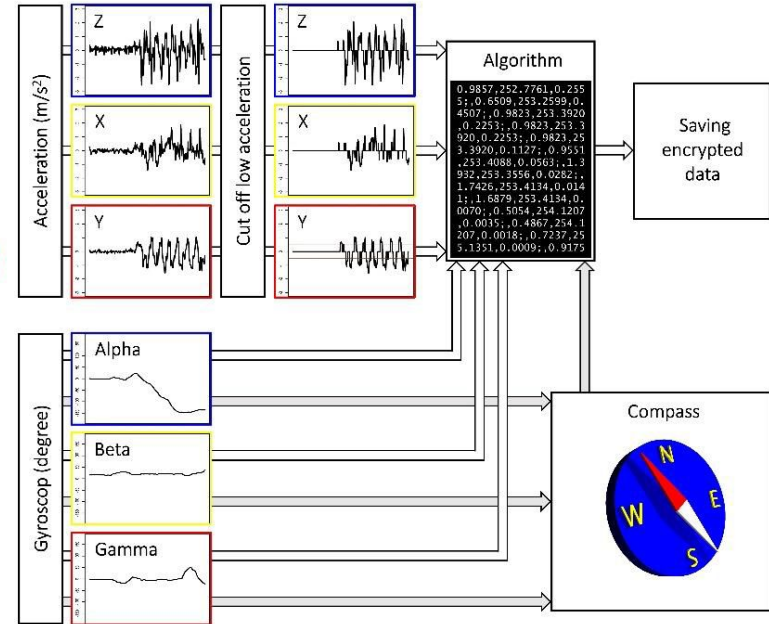 Acceleration (m/s²)
Z
X
Y
Cut off low acceleration
Z
X
Y
Algorithm
0.9857,252.7761,0.255
5;,0.6509,253.2599,0.
4507;,0.9823,253.3920
,0.2253;,0.9823,253.3
920,0.2253;,0.9823,25
3.3920,0.1127;,0.9551
,253.4088,0.0563;,1.3
932,253.3556,0.0282;,
1.7426,253.4134,0.014
1;,1.6879,253.4134,0.0
070;,0.5054,254.1207
,0.0035;,0.4867,254.1
207,0.0018;,0.7237,25
5.1351,0.0009;,0.9175
Saving
encrypted
data
Gyroscop (degree)
Alpha
Beta
Gamma
Compass
N
E
W
S